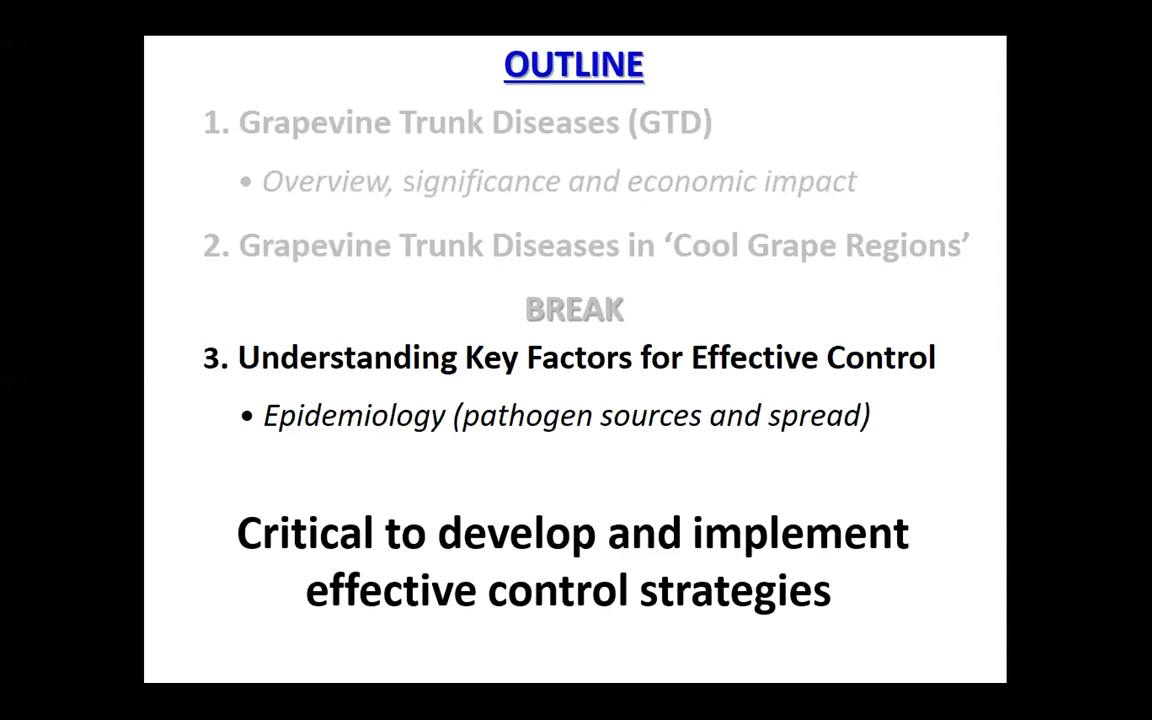 OUTLINE
1. Grapevine Trunk Diseases (GTD)
• Overview, significance and economic impact
2. Grapevine Trunk Diseases in ‘Cool Grape Regions’
BREAK
3. Understanding Key Factors for Effective Control
• Epidemiology (pathogen sources and spread)
Critical to develop and implement
effective control strategies